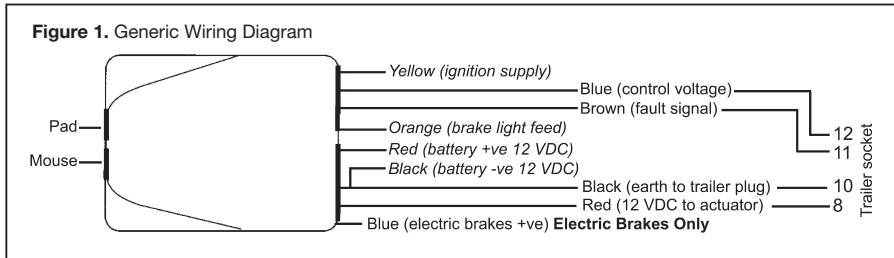 Figure 1. Generic Wiring Diagram
Yellow (ignition supply)
Blue (control voltage)
Brown (fault signal)
Pad
Orange (brake light feed)
12
Red (battery +ve 12 VDC)
11
Mouse
Black (battery -ve 12 VDC)
Black (earth to trailer plug)
10
Red (12 VDC to actuator)
8
Trailer socket
Blue (electric brakes +ve) Electric Brakes Only